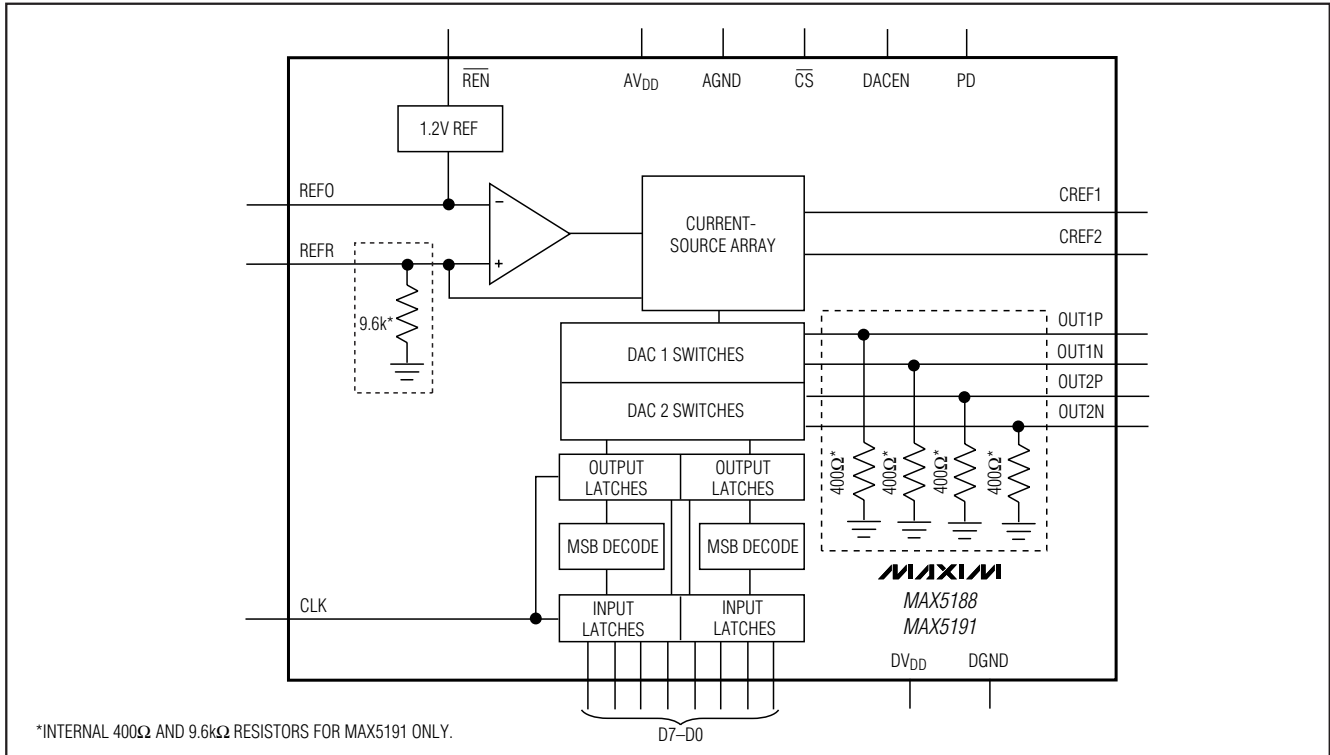 REN
AVDD
AGND
CS
DACEN
PD
1.2V REF
REFO
CREF1
CURRENT-
SOURCE ARRAY
CREF2
REFR
9.6k*
OUT1P
DAC 1 SWITCHES
OUT1N
OUT2P
DAC 2 SWITCHES
OUT2N
400Ω*
400Ω*
400Ω*
400Ω*
OUTPUT
LATCHES
OUTPUT
LATCHES
MSB DECODE
MSB DECODE
MAXIM
MAX5188
MAX5191
CLK
INPUT
LATCHES
INPUT
LATCHES
DVDD
DGND
D7–D0
*INTERNAL 400Ω AND 9.6kΩ RESISTORS FOR MAX5191 ONLY.